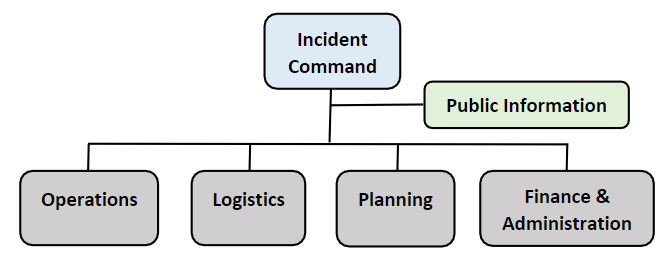 Incident
Command
Public Information
Operations
Logistics
Planning
Finance &
Administration